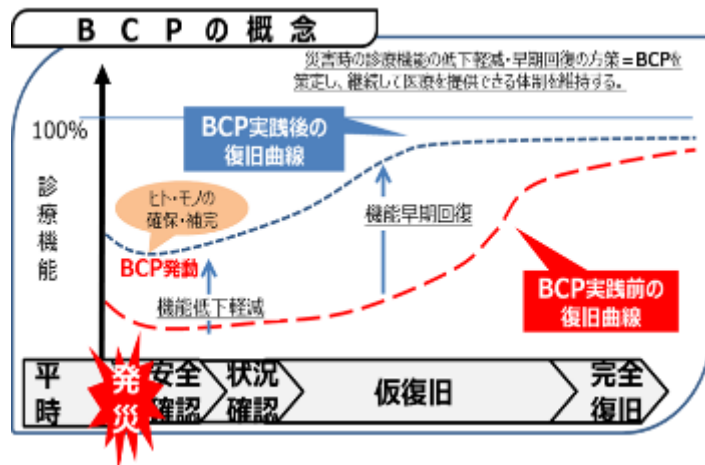 BCPの概念
災害時の診療機能の低下軽減・早期回復の方策＝BCPを
策定し、継続して医療を提供できる体制を維持する。
100%
診療機能
BCP実践後の
復旧曲線
ヒト・モノの
確保・補完
BCP発動
機能低下軽減
機能早期回復
BCP実践前の
復旧曲線
平時
発災
安全
確認
状況
確認
仮復旧
完全
復旧